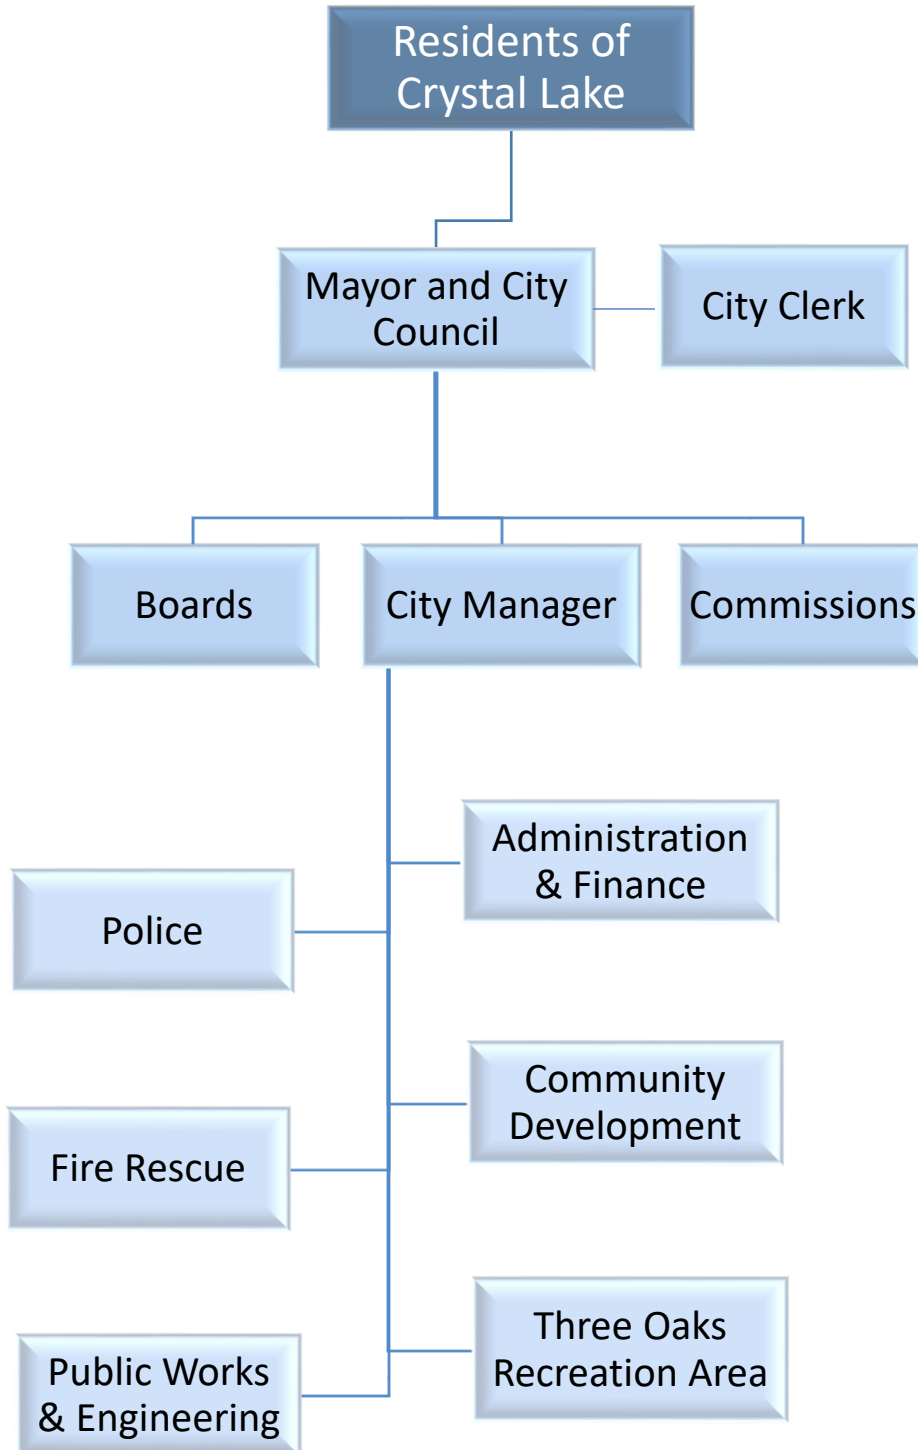 Residents of
Crystal Lake
Mayor and City
Council
City Clerk
Boards
City Manager
Commissions
Administration
& Finance
Police
Community
Development
Fire Rescue
Three Oaks
Recreation Area
Public Works
& Engineering